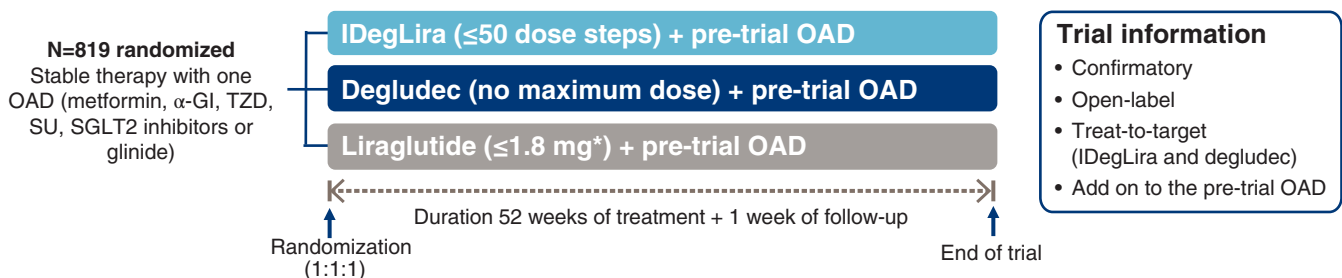 N=819 randomized
Stable therapy with one
OAD (metformin, α-GI, TZD,
SU, SGLT2 inhibitors or
glinide)
IDegLira (≤50 dose steps) + pre-trial OAD
Degludec (no maximum dose) + pre-trial OAD
Liraglutide (≤1.8 mg*) + pre-trial OAD
Duration 52 weeks of treatment + 1 week of follow-up
Randomization
(1:1:1)
End of trial
Trial information
• Confirmatory
• Open-label
• Treat-to-target
(IDegLira and degludec)
• Add on to the pre-trial OAD